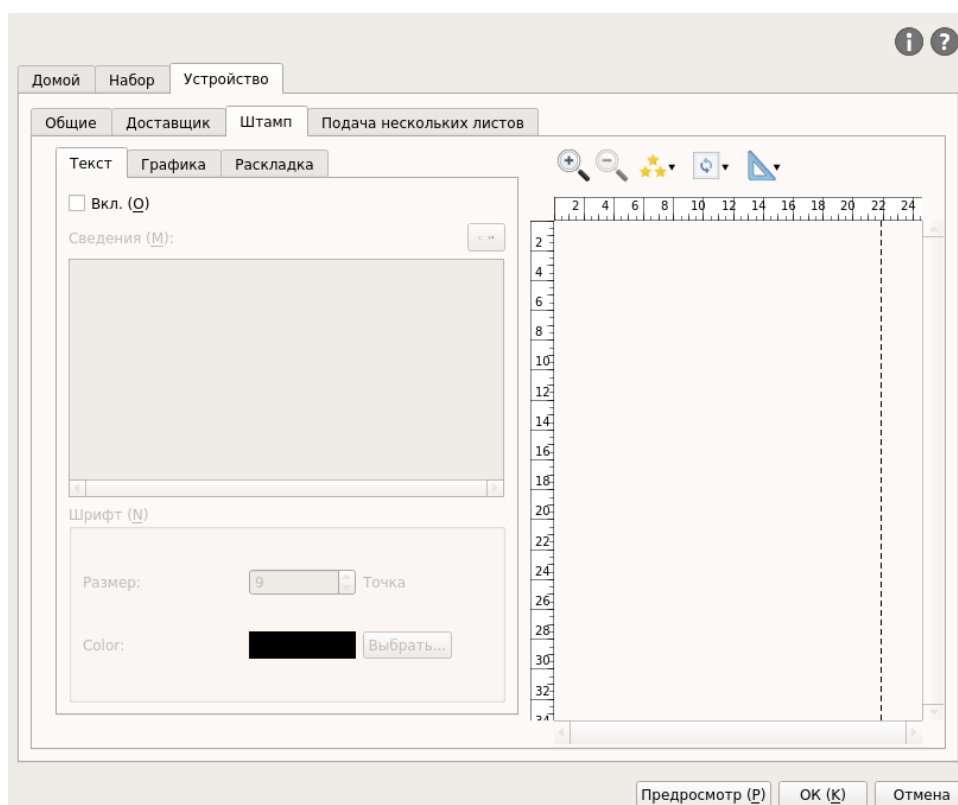 Домой Набор Устройство
Общие Доставщик Штамп Подача нескольких листов
Текст Графика Раскладка
Вкл. (O)
Сведения (M):
2 4 6 8 10 12 14 16 18 20 22 24
2
4
6
8
10
12
14
16
18
20
22
24
26
28
30
32
34
Шрифт (N)
Размер: 9 Точка
Color: Выбрать...
Предросмотр (P) ОК (K) Отмена